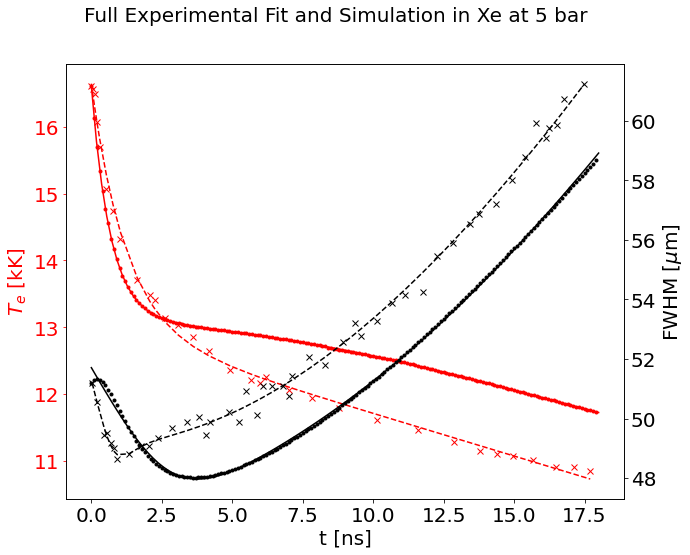 Full Experimental Fit and Simulation in Xe at 5 bar
T_e [kK]
16
15
14
13
12
11
60
58
56
54
52
50
48
FWHM [μm]
0.0 2.5 5.0 7.5 10.0 12.5 15.0 17.5
t [ns]